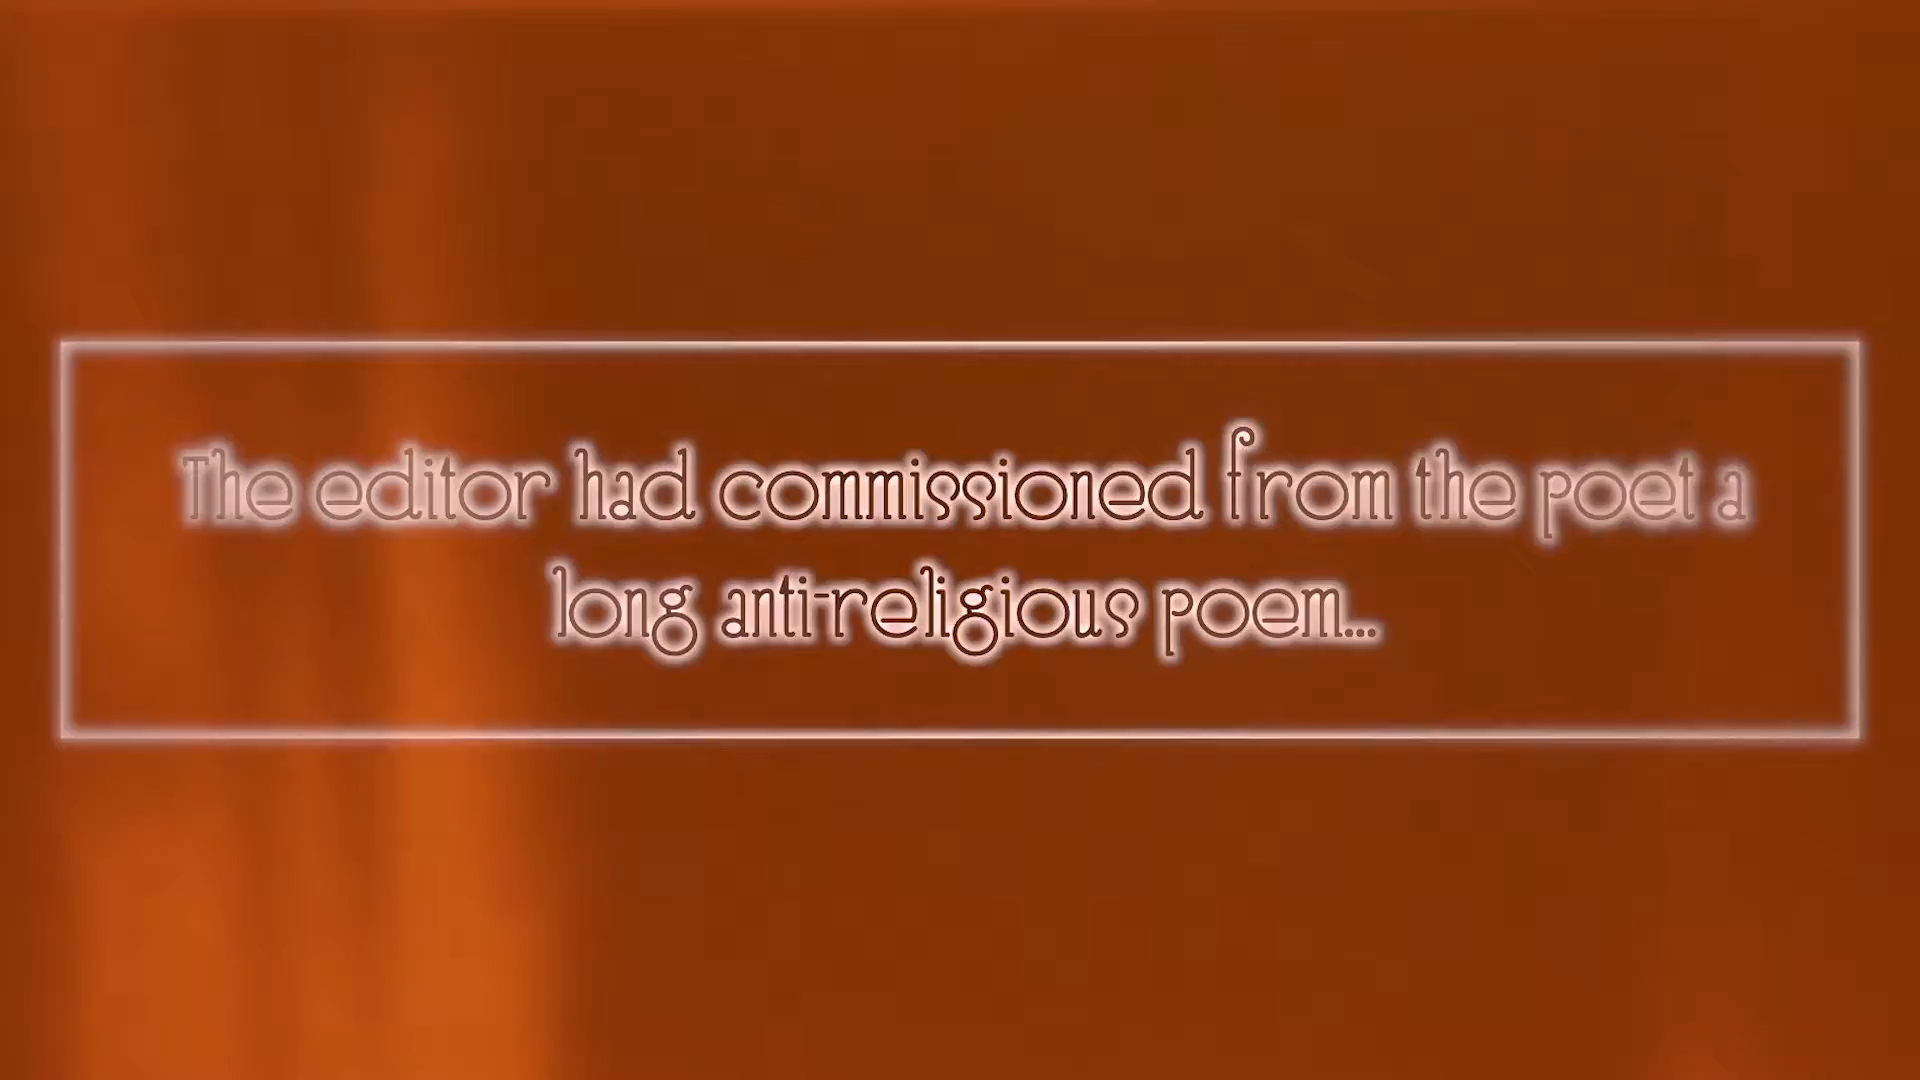 The editor had commissioned from the poet a
long anti-religious poem...